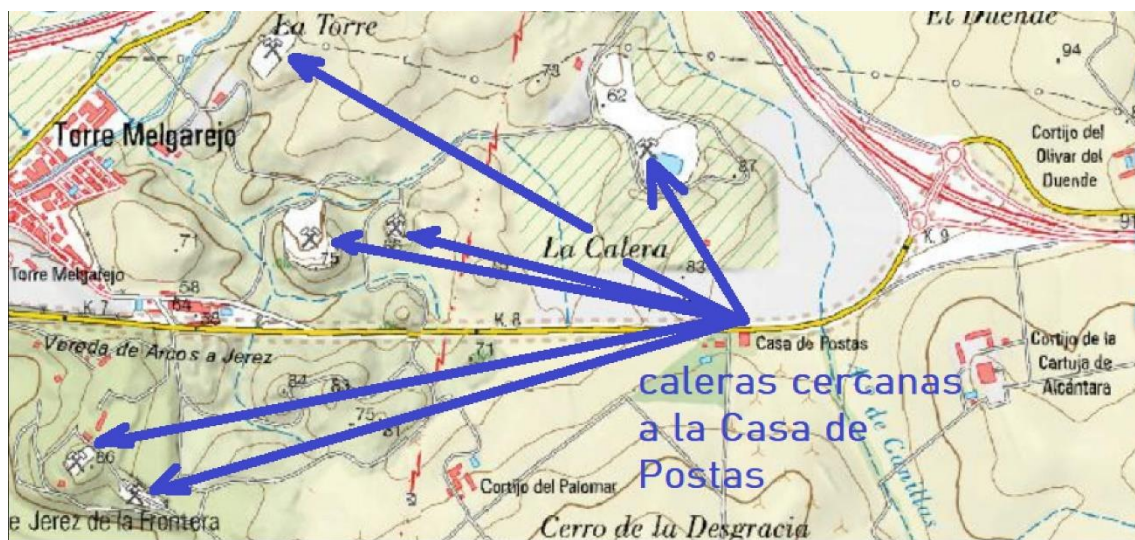 La Torre
El Duende
94
73
62
Torre Melgarejo
Cortijo del
Olivar del
Duende
87
71
75
La Calera
K. 9
91
83
Torre Melgarejo
58
64
K. 7
K. 8
Vereda de Arcos a Jerez
71
Casa de Postas
Cortijo de la
Cartuja de
Alcántara
84
83
75
81
caleras cercanas
a la Casa de
Postas
86
Cortijo del Palomar
A.º de Canillas
e Jerez de la Frontera
Cerro de la Desgracia